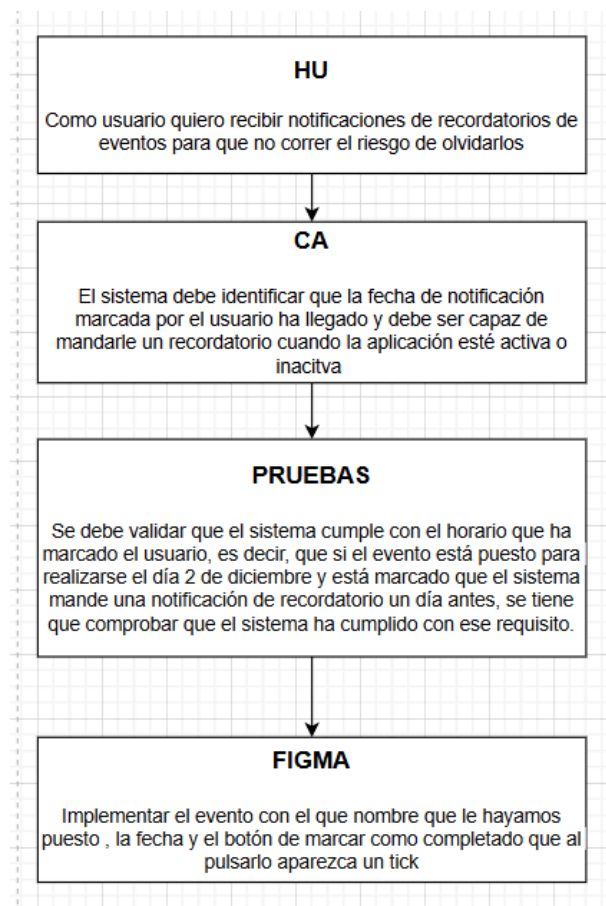 HU
Como usuario quiero recibir notificaciones de recordatorios de
eventos para que no correr el riesgo de olvidarlos
CA
El sistema debe identificar que la fecha de notificación
marcada por el usuario ha llegado y debe ser capaz de
mandarle un recordatorio cuando la aplicación esté activa o
inacitva
PRUEBAS
Se debe validar que el sistema cumple con el horario que ha
marcado el usuario, es decir, que si el evento está puesto para
realizarse el día 2 de diciembre y está marcado que el sistema
mande una notificación de recordatorio un día antes, se tiene
que comprobar que el sistema ha cumplido con ese requisito.
FIGMA
Implementar el evento con el que nombre que le hayamos
puesto , la fecha y el botón de marcar como completado que al
pulsarlo aparezca un tick